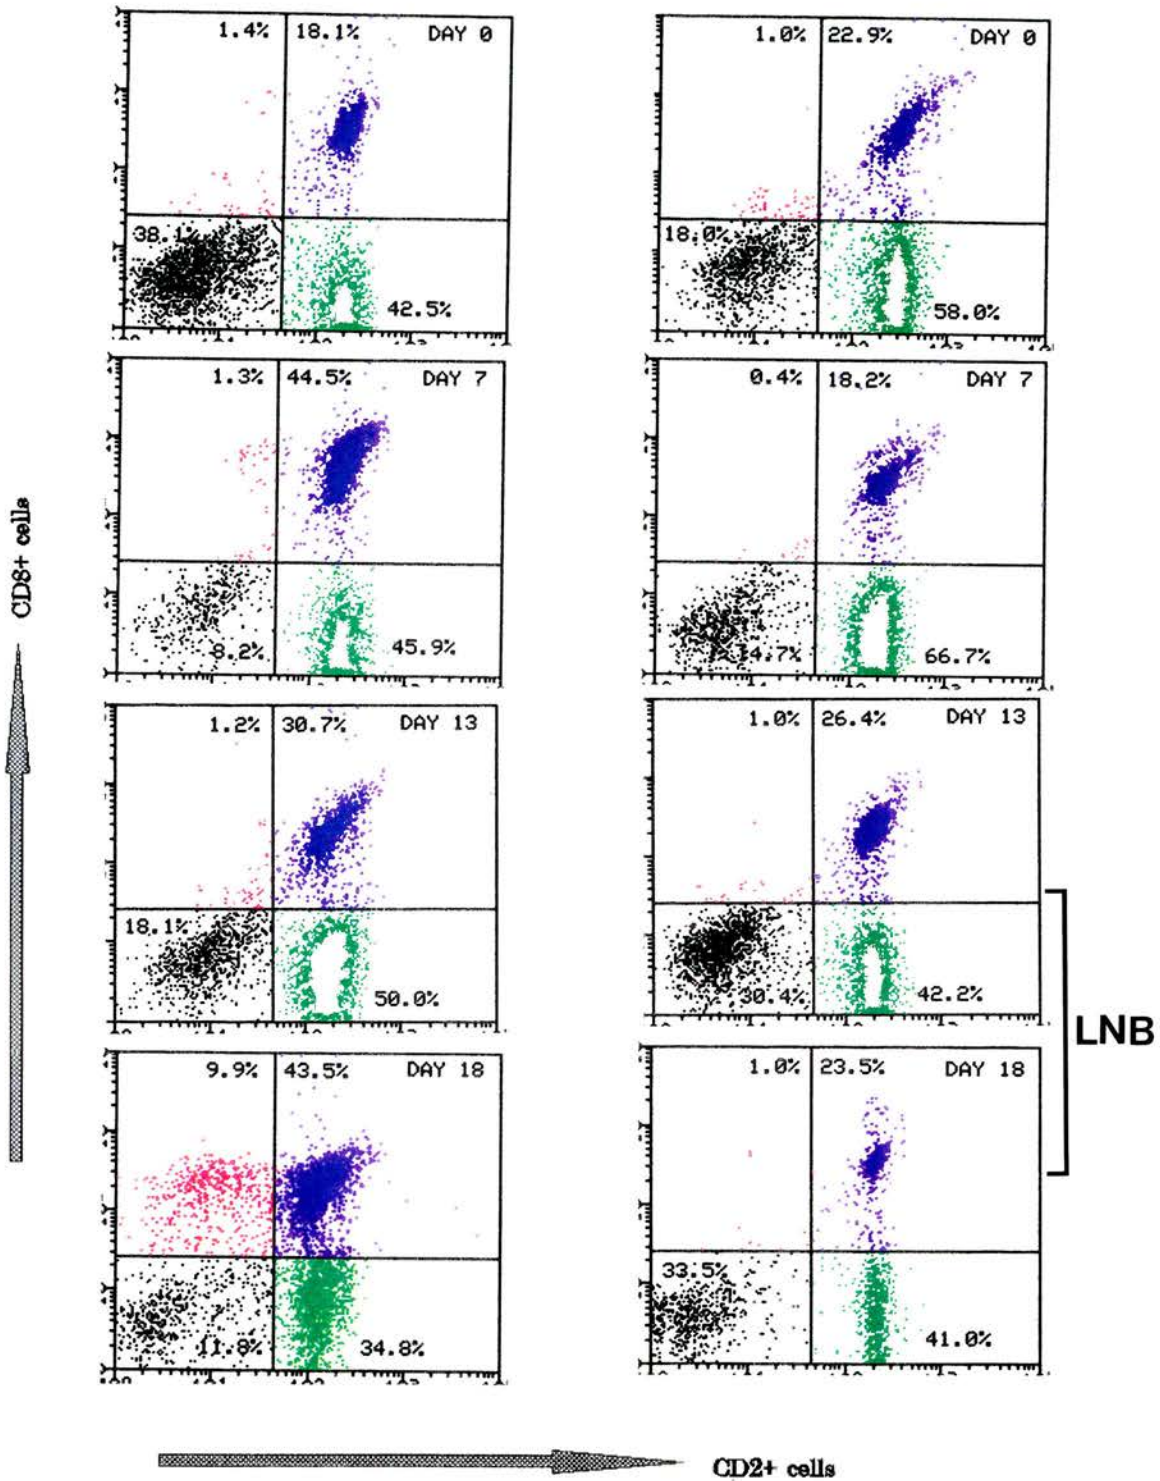 1.4% 18.1% DAY 0
38.1%
42.5%
1.0% 22.9% DAY 0
18.0%
58.0%
1.3% 44.5% DAY 7
8.2%
45.9%
0.4% 18.2% DAY 7
14.7%
66.7%
CD8+ cells
1.2% 30.7% DAY 13
18.1%
50.0%
1.0% 26.4% DAY 13
30.4%
42.2%
LNB
9.9% 43.5% DAY 18
11.8%
34.8%
1.0% 23.5% DAY 18
33.5%
41.0%
CD2+ cells